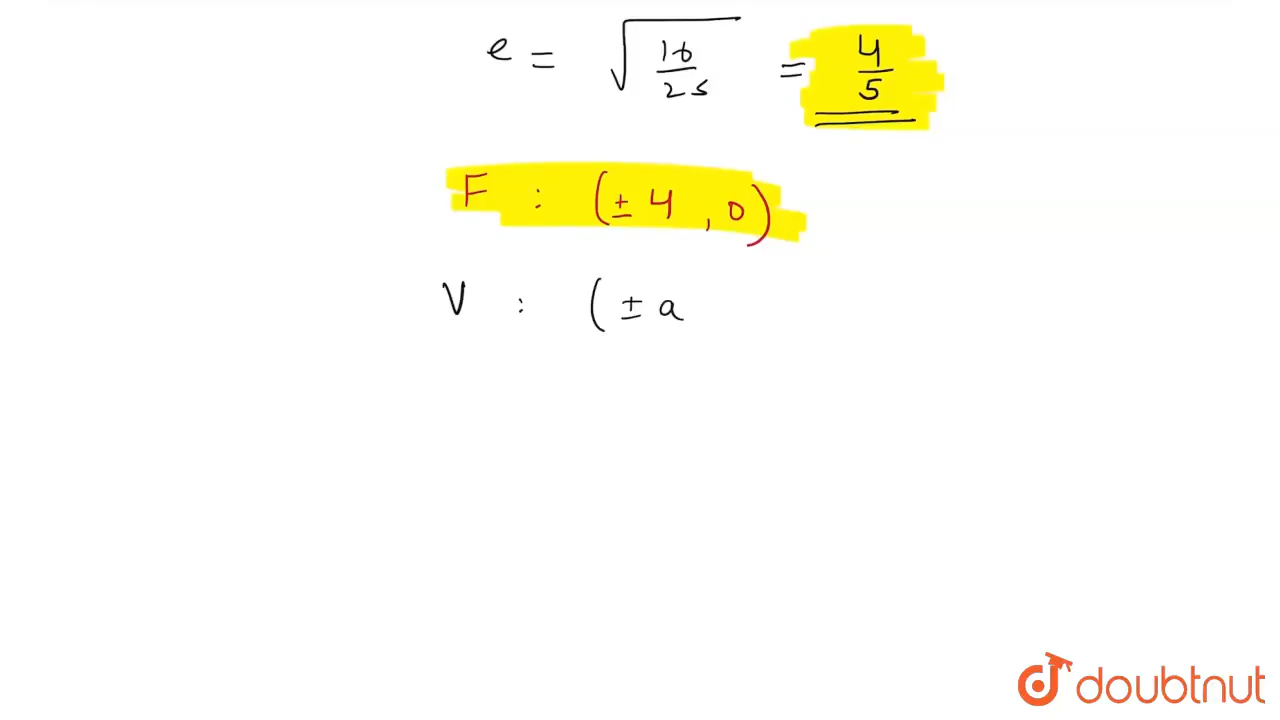 e = √16/25 = 4/5
F : (± 4 , 0)
V : (± a
doubtnut